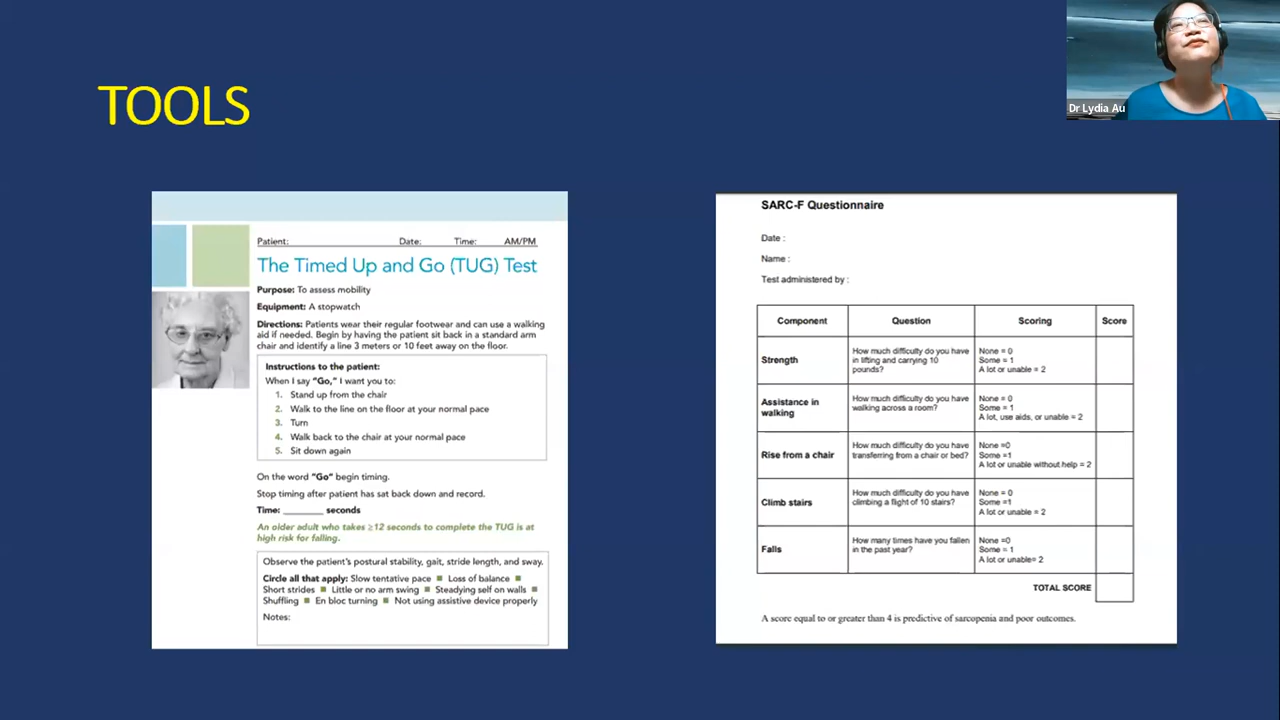 TOOLS
Dr Lydia Au
Patient: Date: Time: AM/PM
The Timed Up and Go (TUG) Test
Purpose: To assess mobility
Equipment: A stopwatch
Directions: Patients wear their regular footwear and can use a walking
aid if needed. Begin by having the patient sit back in a standard arm
chair and identify a line 3 meters or 10 feet away on the floor.
Instructions to the patient:
When I say "Go," I want you to:
1. Stand up from the chair
2. Walk to the line on the floor at your normal pace
3. Turn
4. Walk back to the chair at your normal pace
5. Sit down again
On the word "Go" begin timing.
Stop timing after patient has sat back down and record.
Time: ________ seconds
An older adult who takes ≥12 seconds to complete the TUG is at
high risk for falling.
Observe the patient's postural stability, gait, stride length, and sway.
Circle all that apply: Slow tentative pace ■ Loss of balance ■
Short strides ■ Little or no arm swing ■ Steadying self on walls ■
Shuffling ■ En bloc turning ■ Not using assistive device properly
Notes:
SARC-F Questionnaire
Date :
Name :
Test administered by :
Component Question Scoring Score
Strength
How much difficulty do you have
in lifting and carrying 10
pounds?
None = 0
Some = 1
A lot or unable = 2
Assistance in
walking
How much difficulty do you have
walking across a room?
None = 0
Some = 1
A lot, use aids, or unable = 2
Rise from a chair
How much difficulty do you have
transferring from a chair or bed?
None =0
Some =1
A lot or unable without help = 2
Climb stairs
How much difficulty do you have
climbing a flight of 10 stairs?
None = 0
Some =1
A lot or unable = 2
Falls
How many times have you fallen
in the past year?
None =0
Some = 1
A lot or unable= 2
TOTAL SCORE
A score equal to or greater than 4 is predictive of sarcopenia and poor outcomes.